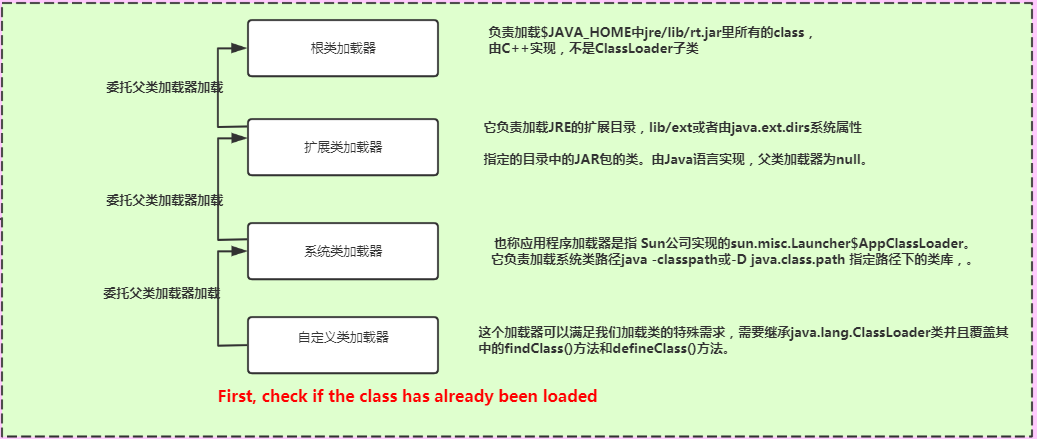 根类加载器
负责加载$JAVA_HOME中jre/lib/rt.jar里所有的class，
由C++实现，不是ClassLoader子类
委托父类加载器加载
扩展类加载器
它负责加载JRE的扩展目录，lib/ext或者由java.ext.dirs系统属性
指定的目录中的JAR包的类。由Java语言实现，父类加载器为null。
委托父类加载器加载
系统类加载器
也称应用程序加载器是指 Sun公司实现的sun.misc.Launcher$AppClassLoader。
它负责加载系统类路径java -classpath或-D java.class.path 指定路径下的类库，。
委托父类加载器加载
自定义类加载器
这个加载器可以满足我们加载类的特殊需求，需要继承java.lang.ClassLoader类并且覆盖其
中的findClass()方法和defineClass()方法。
First, check if the class has already been loaded